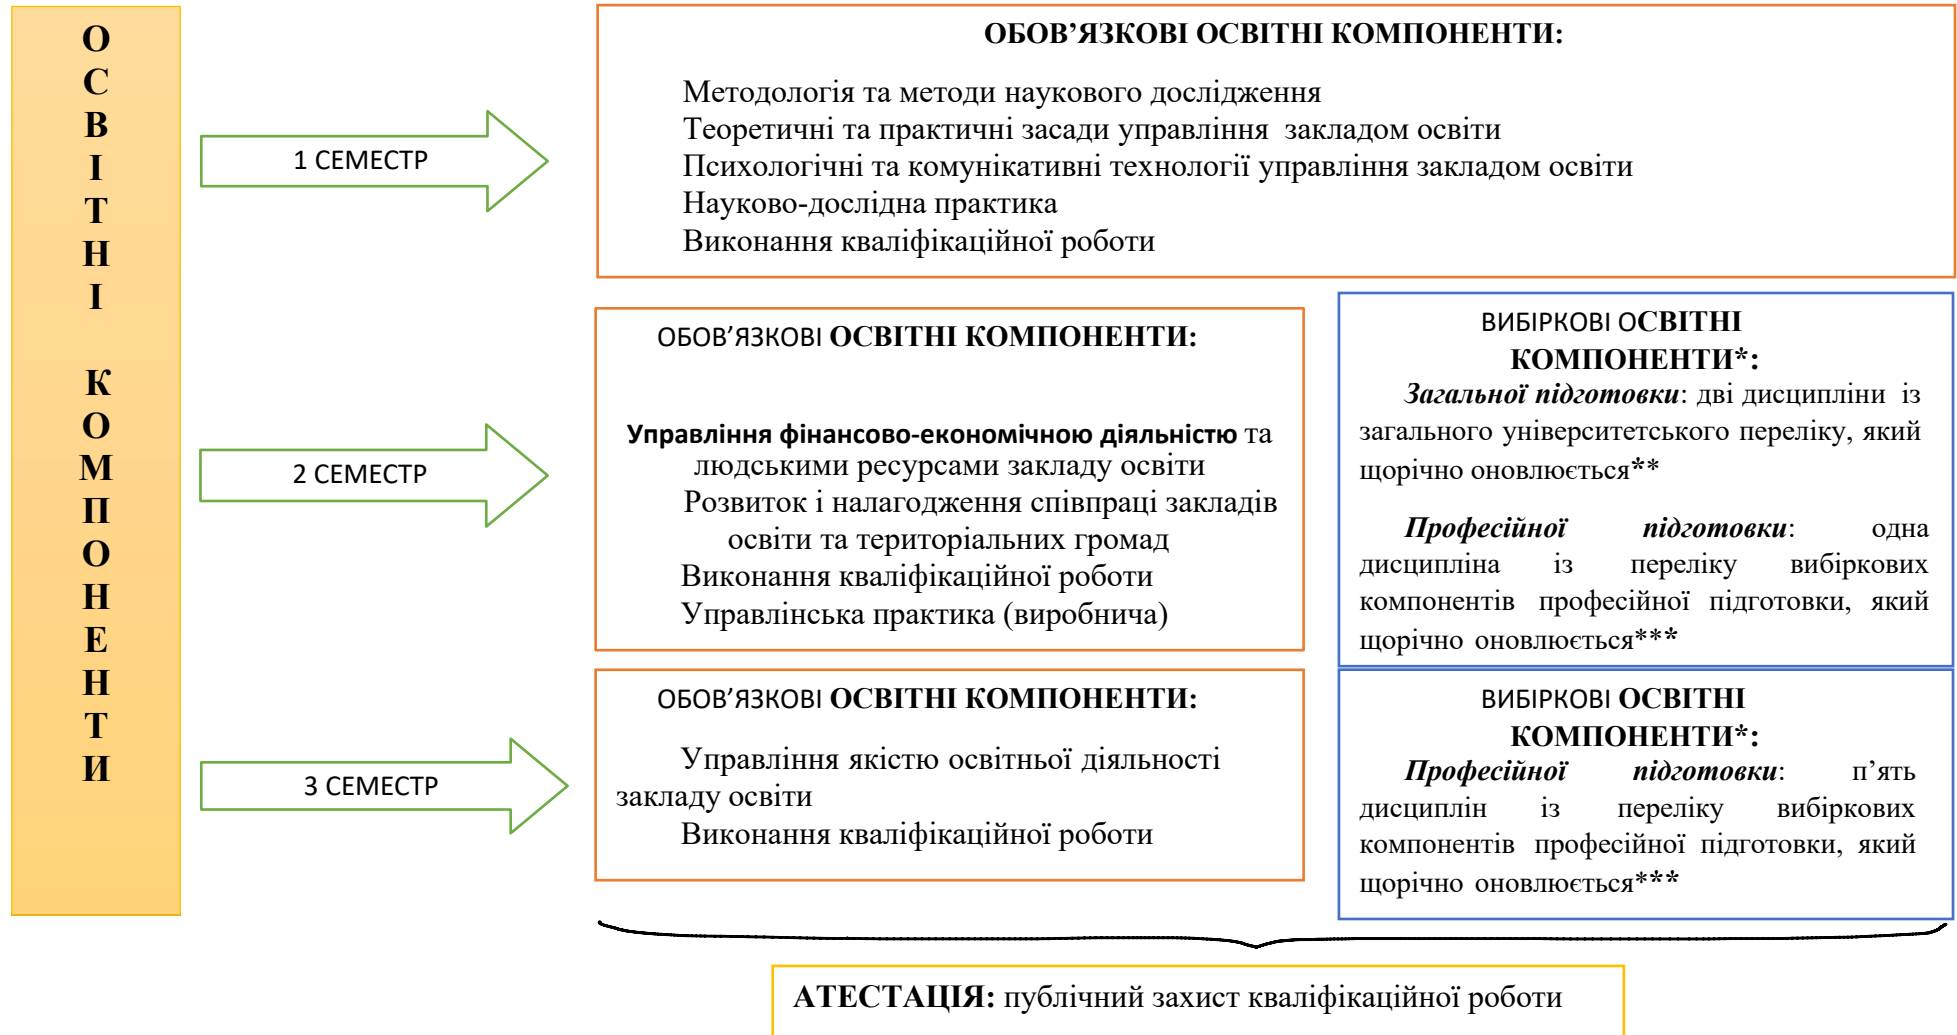 ОСВІТНІ КОМПОНЕНТИ
ОБОВ’ЯЗКОВІ ОСВІТНІ КОМПОНЕНТИ:
1 СЕМЕСТР
Методологія та методи наукового дослідження
Теоретичні та практичні засади управління закладом освіти
Психологічні та комунікативні технології управління закладом освіти
Науково-дослідна практика
Виконання кваліфікаційної роботи
2 СЕМЕСТР
ОБОВ’ЯЗКОВІ ОСВІТНІ КОМПОНЕНТИ:
Управління фінансово-економічною діяльністю та
людськими ресурсами закладу освіти
Розвиток і налагодження співпраці закладів
освіти та територіальних громад
Виконання кваліфікаційної роботи
Управлінська практика (виробнича)
ВИБІРКОВІ ОСВІТНІ
КОМПОНЕНТИ*:
Загальної підготовки: дві дисципліни із
загального університетського переліку, який
щорічно оновлюється**
Професійної підготовки: одна
дисципліна із переліку вибіркових
компонентів професійної підготовки, який
щорічно оновлюється***
3 СЕМЕСТР
ОБОВ’ЯЗКОВІ ОСВІТНІ КОМПОНЕНТИ:
Управління якістю освітньої діяльності
закладу освіти
Виконання кваліфікаційної роботи
ВИБІРКОВІ ОСВІТНІ
КОМПОНЕНТИ*:
Професійної підготовки: п’ять
дисциплін із переліку вибіркових
компонентів професійної підготовки, який
щорічно оновлюється***
АТЕСТАЦІЯ: публічний захист кваліфікаційної роботи